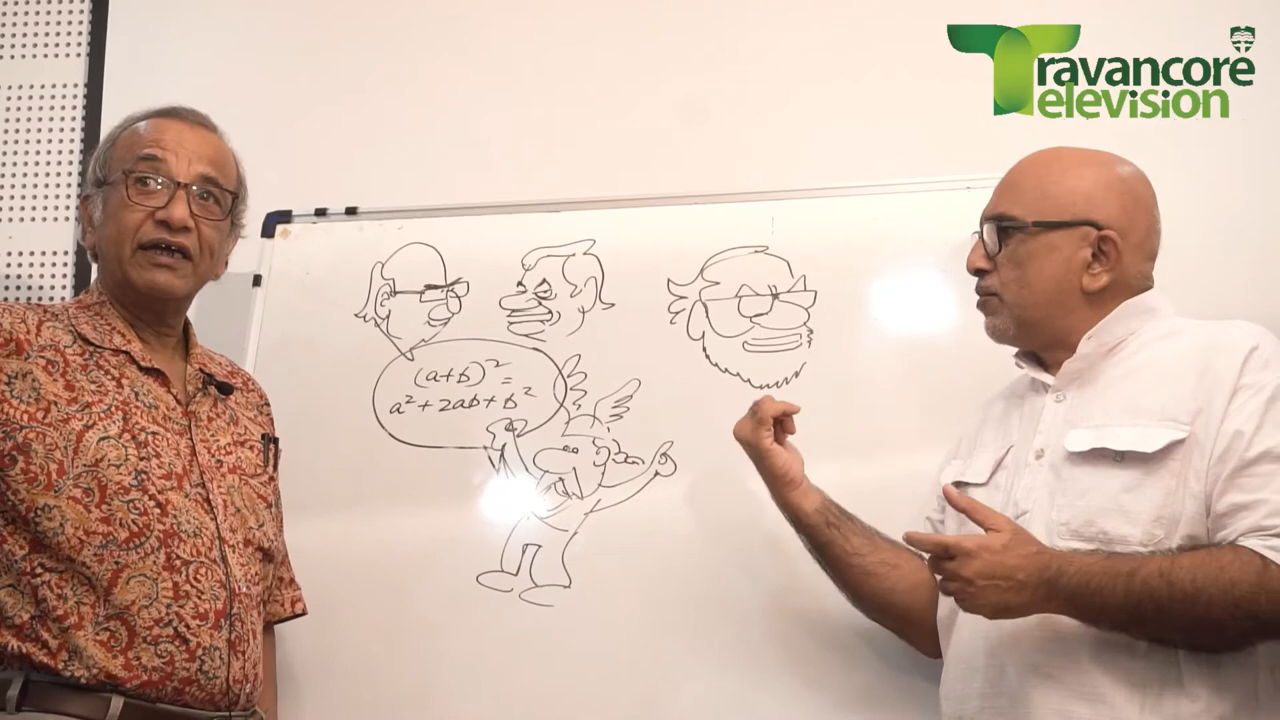 Travancore
Television
(a+b)² =
a²+2ab+b²